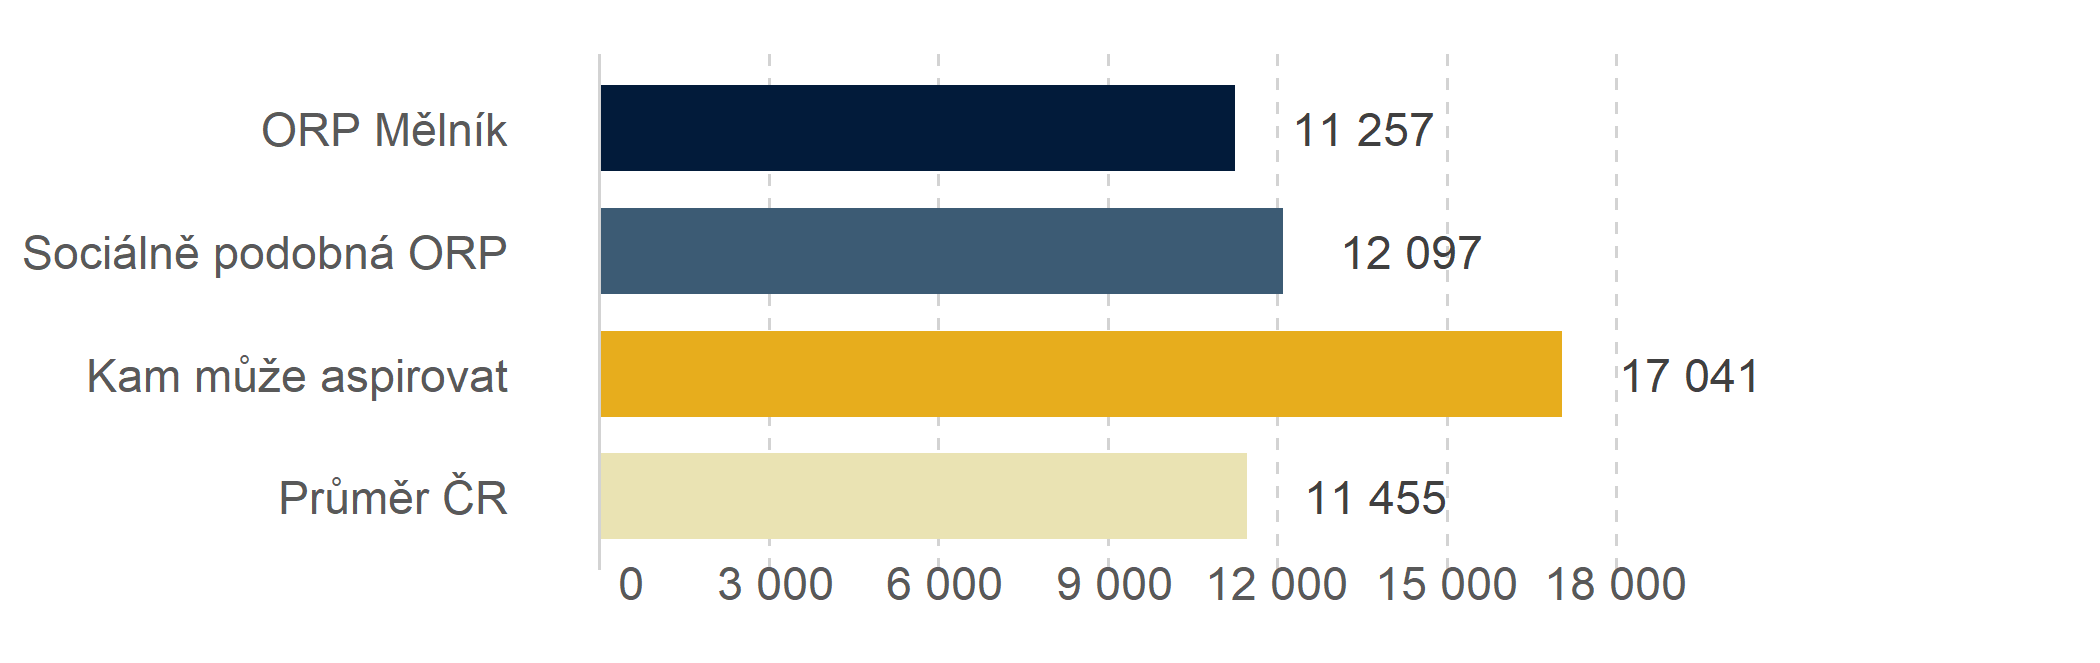 ORP Mělník 11 257
Sociálně podobná ORP 12 097
Kam může aspirovat 17 041
Průměr ČR 11 455
0 3 000 6 000 9 000 12 000 15 000 18 000